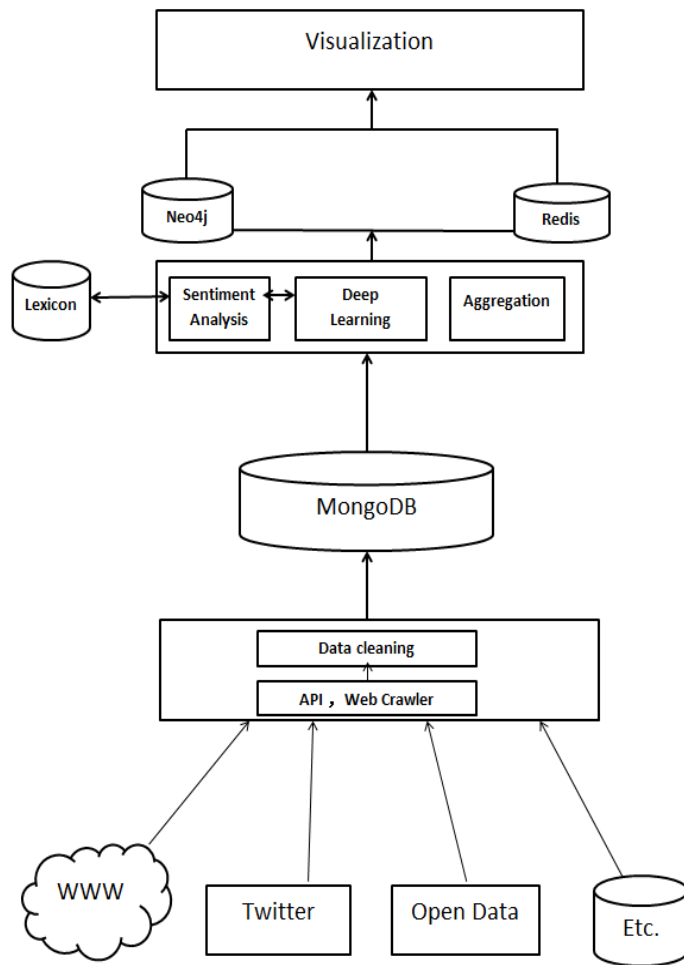 Visualization
Neo4j
Redis
Lexicon
Sentiment
Analysis
Deep
Learning
Aggregation
MongoDB
Data cleaning
API ，Web Crawler
WWW
Twitter
Open Data
Etc.